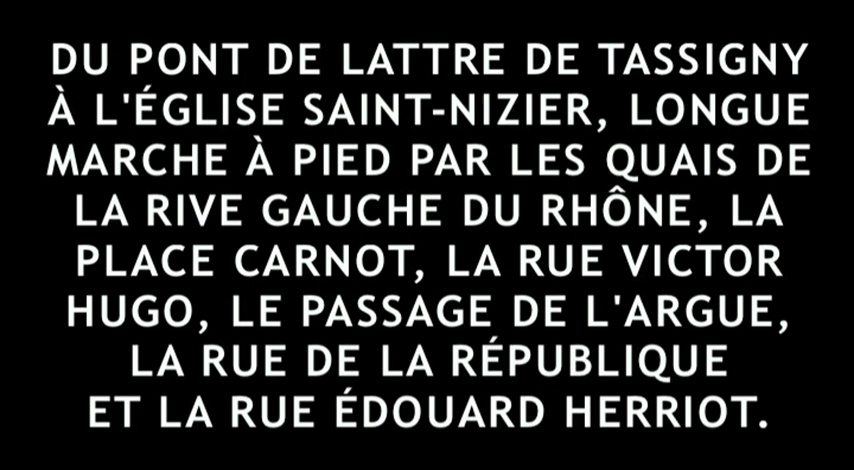 DU PONT DE LATTRE DE TASSIGNY
À L'ÉGLISE SAINT-NIZIER, LONGUE
MARCHE À PIED PAR LES QUAIS DE
LA RIVE GAUCHE DU RHÔNE, LA
PLACE CARNOT, LA RUE VICTOR
HUGO, LE PASSAGE DE L'ARGUE,
LA RUE DE LA RÉPUBLIQUE
ET LA RUE ÉDOUARD HERRIOT.